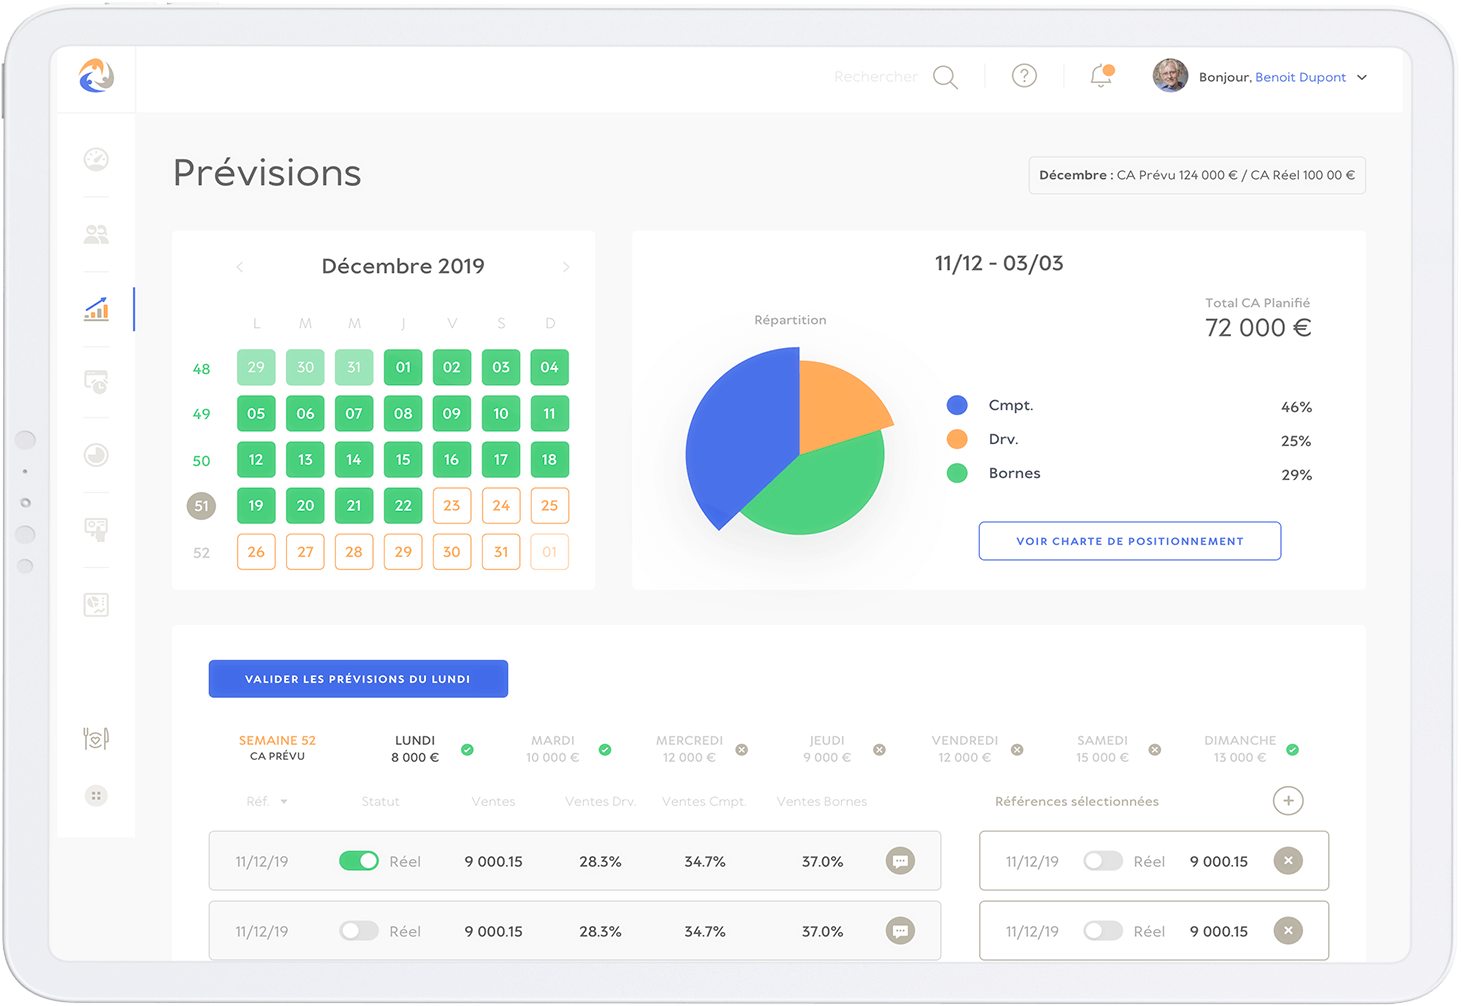 Rechercher
?
Bonjour, Benoit Dupont
Prévisions
Décembre : CA Prévu 124 000 € / CA Réel 100 00 €
Décembre 2019
L M M J V S D
48 29 30 31 01 02 03 04
49 05 06 07 08 09 10 11
50 12 13 14 15 16 17 18
51 19 20 21 22 23 24 25
52 26 27 28 29 30 31 01
11/12 - 03/03
Répartition
Total CA Planifié
72 000 €
Cmpt. 46%
Drv. 25%
Bornes 29%
VOIR CHARTE DE POSITIONNEMENT
VALIDER LES PRÉVISIONS DU LUNDI
SEMAINE 52 LUNDI MARDI MERCREDI JEUDI VENDREDI SAMEDI DIMANCHE
CA PRÉVU 8 000 € 10 000 € 12 000 € 9 000 € 12 000 € 15 000 € 13 000 €
Réf. Statut Ventes Ventes Drv. Ventes Cmpt. Ventes Bornes Références sélectionnées
11/12/19 Réel 9 000.15 28.3% 34.7% 37.0% 11/12/19 Réel 9 000.15
11/12/19 Réel 9 000.15 28.3% 34.7% 37.0% 11/12/19 Réel 9 000.15